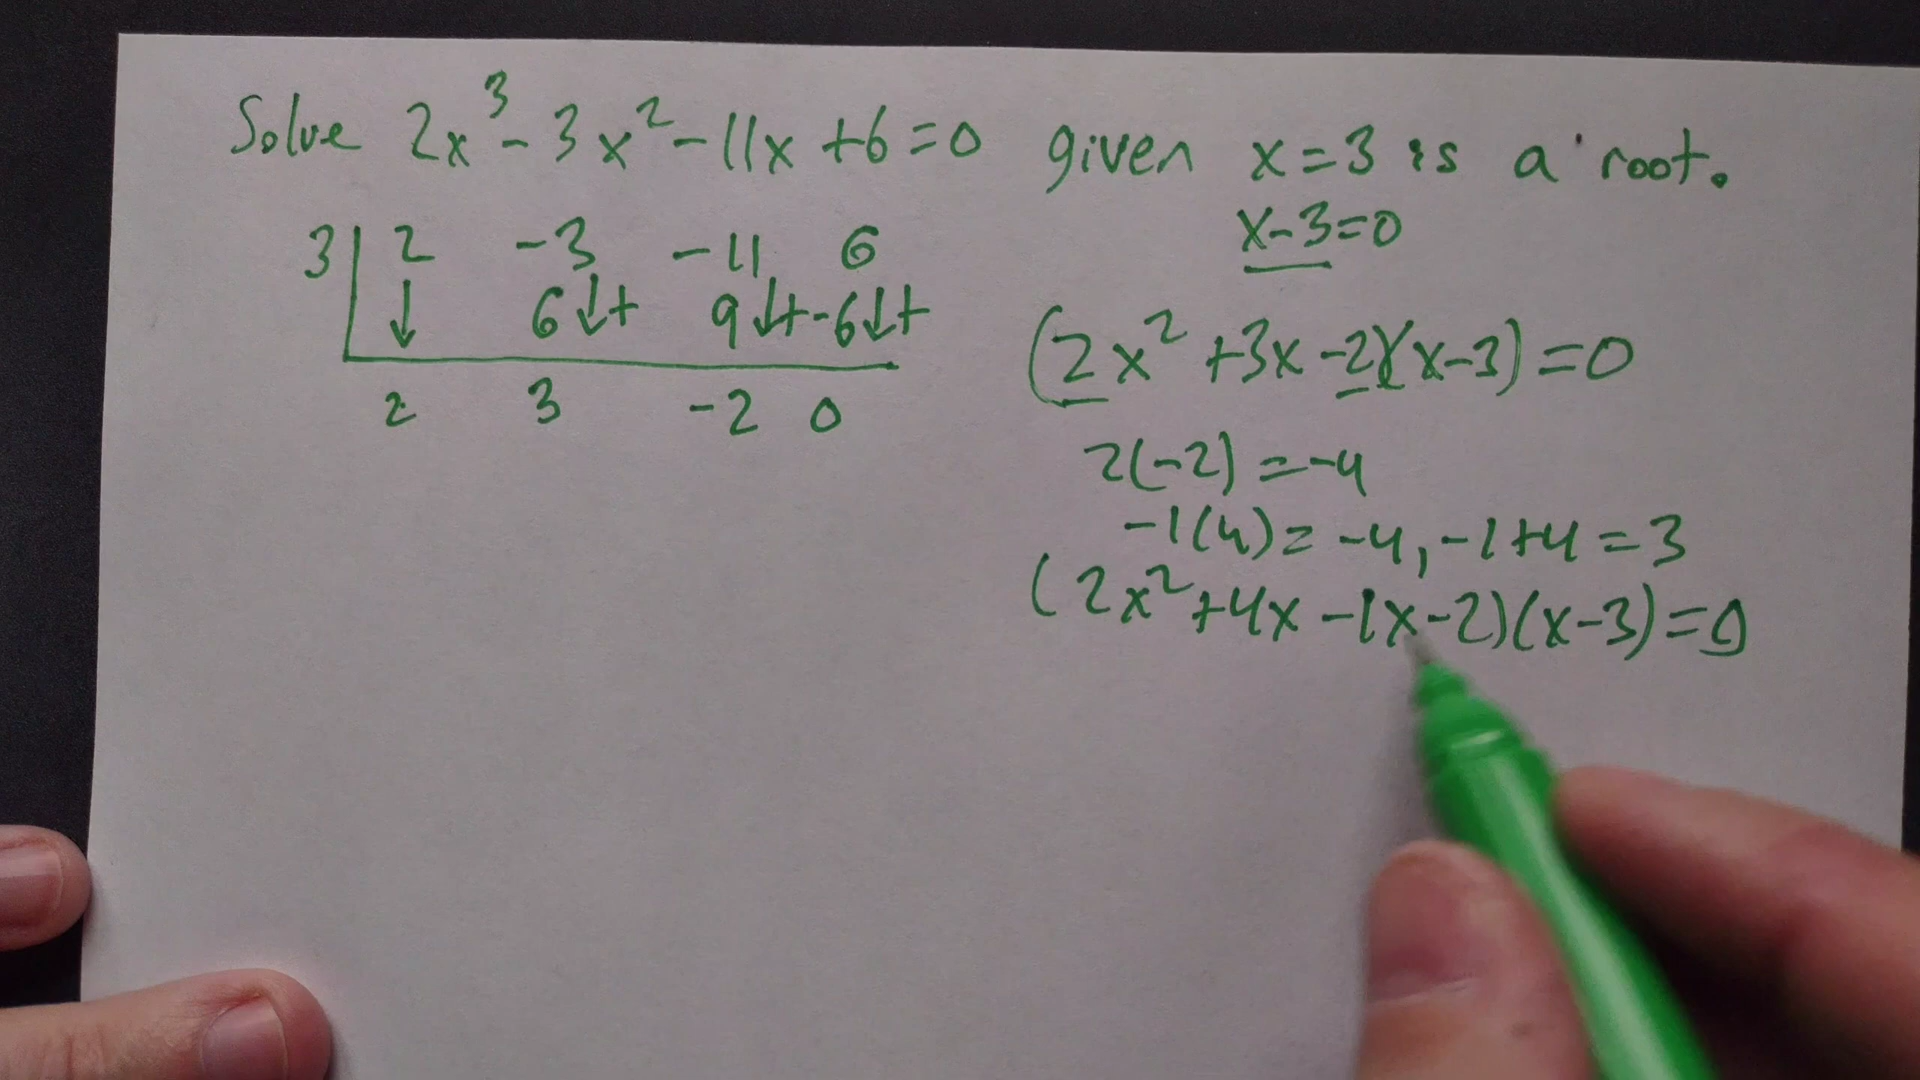 Solve 2x³ - 3x² - 11x + 6 = 0 given x = 3 is a root.
x - 3 = 0
3 | 2 -3 -11 6
↓ 6↓+ 9↓+ -6↓+
2 3 -2 0
(2x² + 3x - 2)(x - 3) = 0
2(-2) = -4
-1(4) = -4, -1 + 4 = 3
(2x² + 4x - 1x - 2)(x - 3) = 0